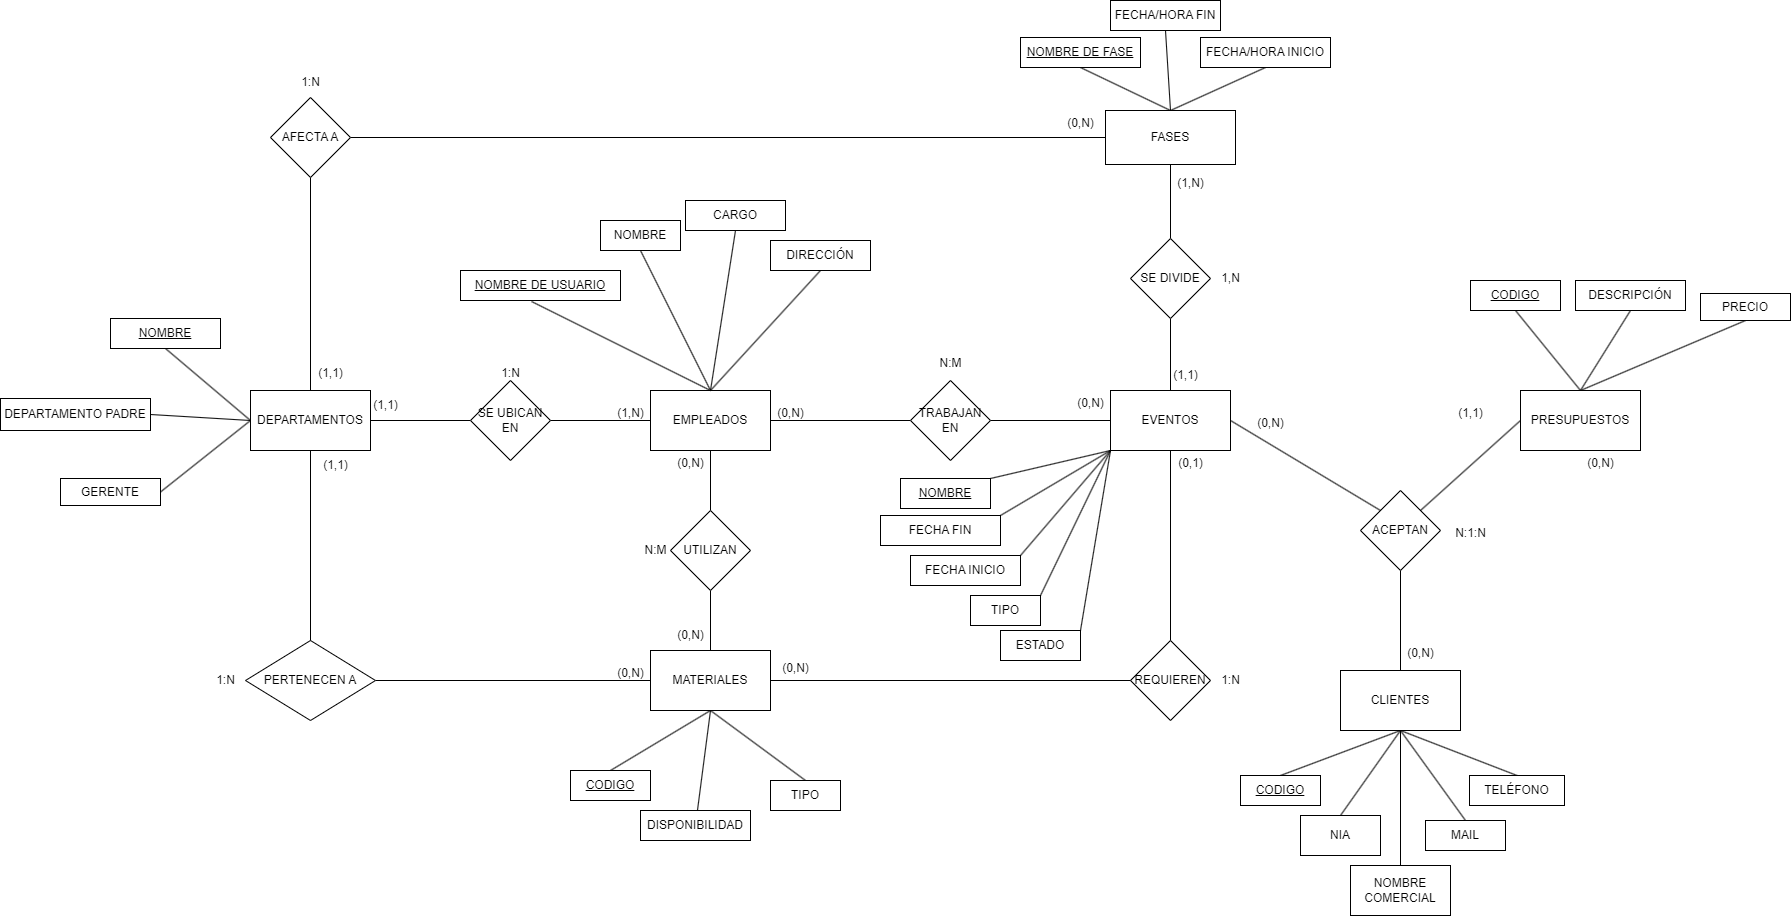 FECHA/HORA FIN
NOMBRE DE FASE
FECHA/HORA INICIO
1:N
AFECTA A
(0,N)
FASES
(1,N)
CARGO
NOMBRE
DIRECCIÓN
NOMBRE DE USUARIO
SE DIVIDE
1,N
CODIGO
DESCRIPCIÓN
PRECIO
NOMBRE
(1,1)
1:N
N:M
(1,1)
DEPARTAMENTO PADRE
DEPARTAMENTOS
(1,1)
SE UBICAN
EN
(1,N)
EMPLEADOS
(0,N)
TRABAJAN
EN
(0,N)
EVENTOS
(0,N)
(1,1)
PRESUPUESTOS
(1,1)
(0,N)
(0,1)
(0,N)
GERENTE
NOMBRE
FECHA FIN
ACEPTAN
N:1:N
N:M
UTILIZAN
FECHA INICIO
TIPO
(0,N)
ESTADO
(0,N)
1:N
PERTENECEN A
(0,N)
MATERIALES
(0,N)
REQUIEREN
1:N
CLIENTES
CODIGO
DISPONIBILIDAD
TIPO
CODIGO
TELÉFONO
NIA
MAIL
NOMBRE
COMERCIAL